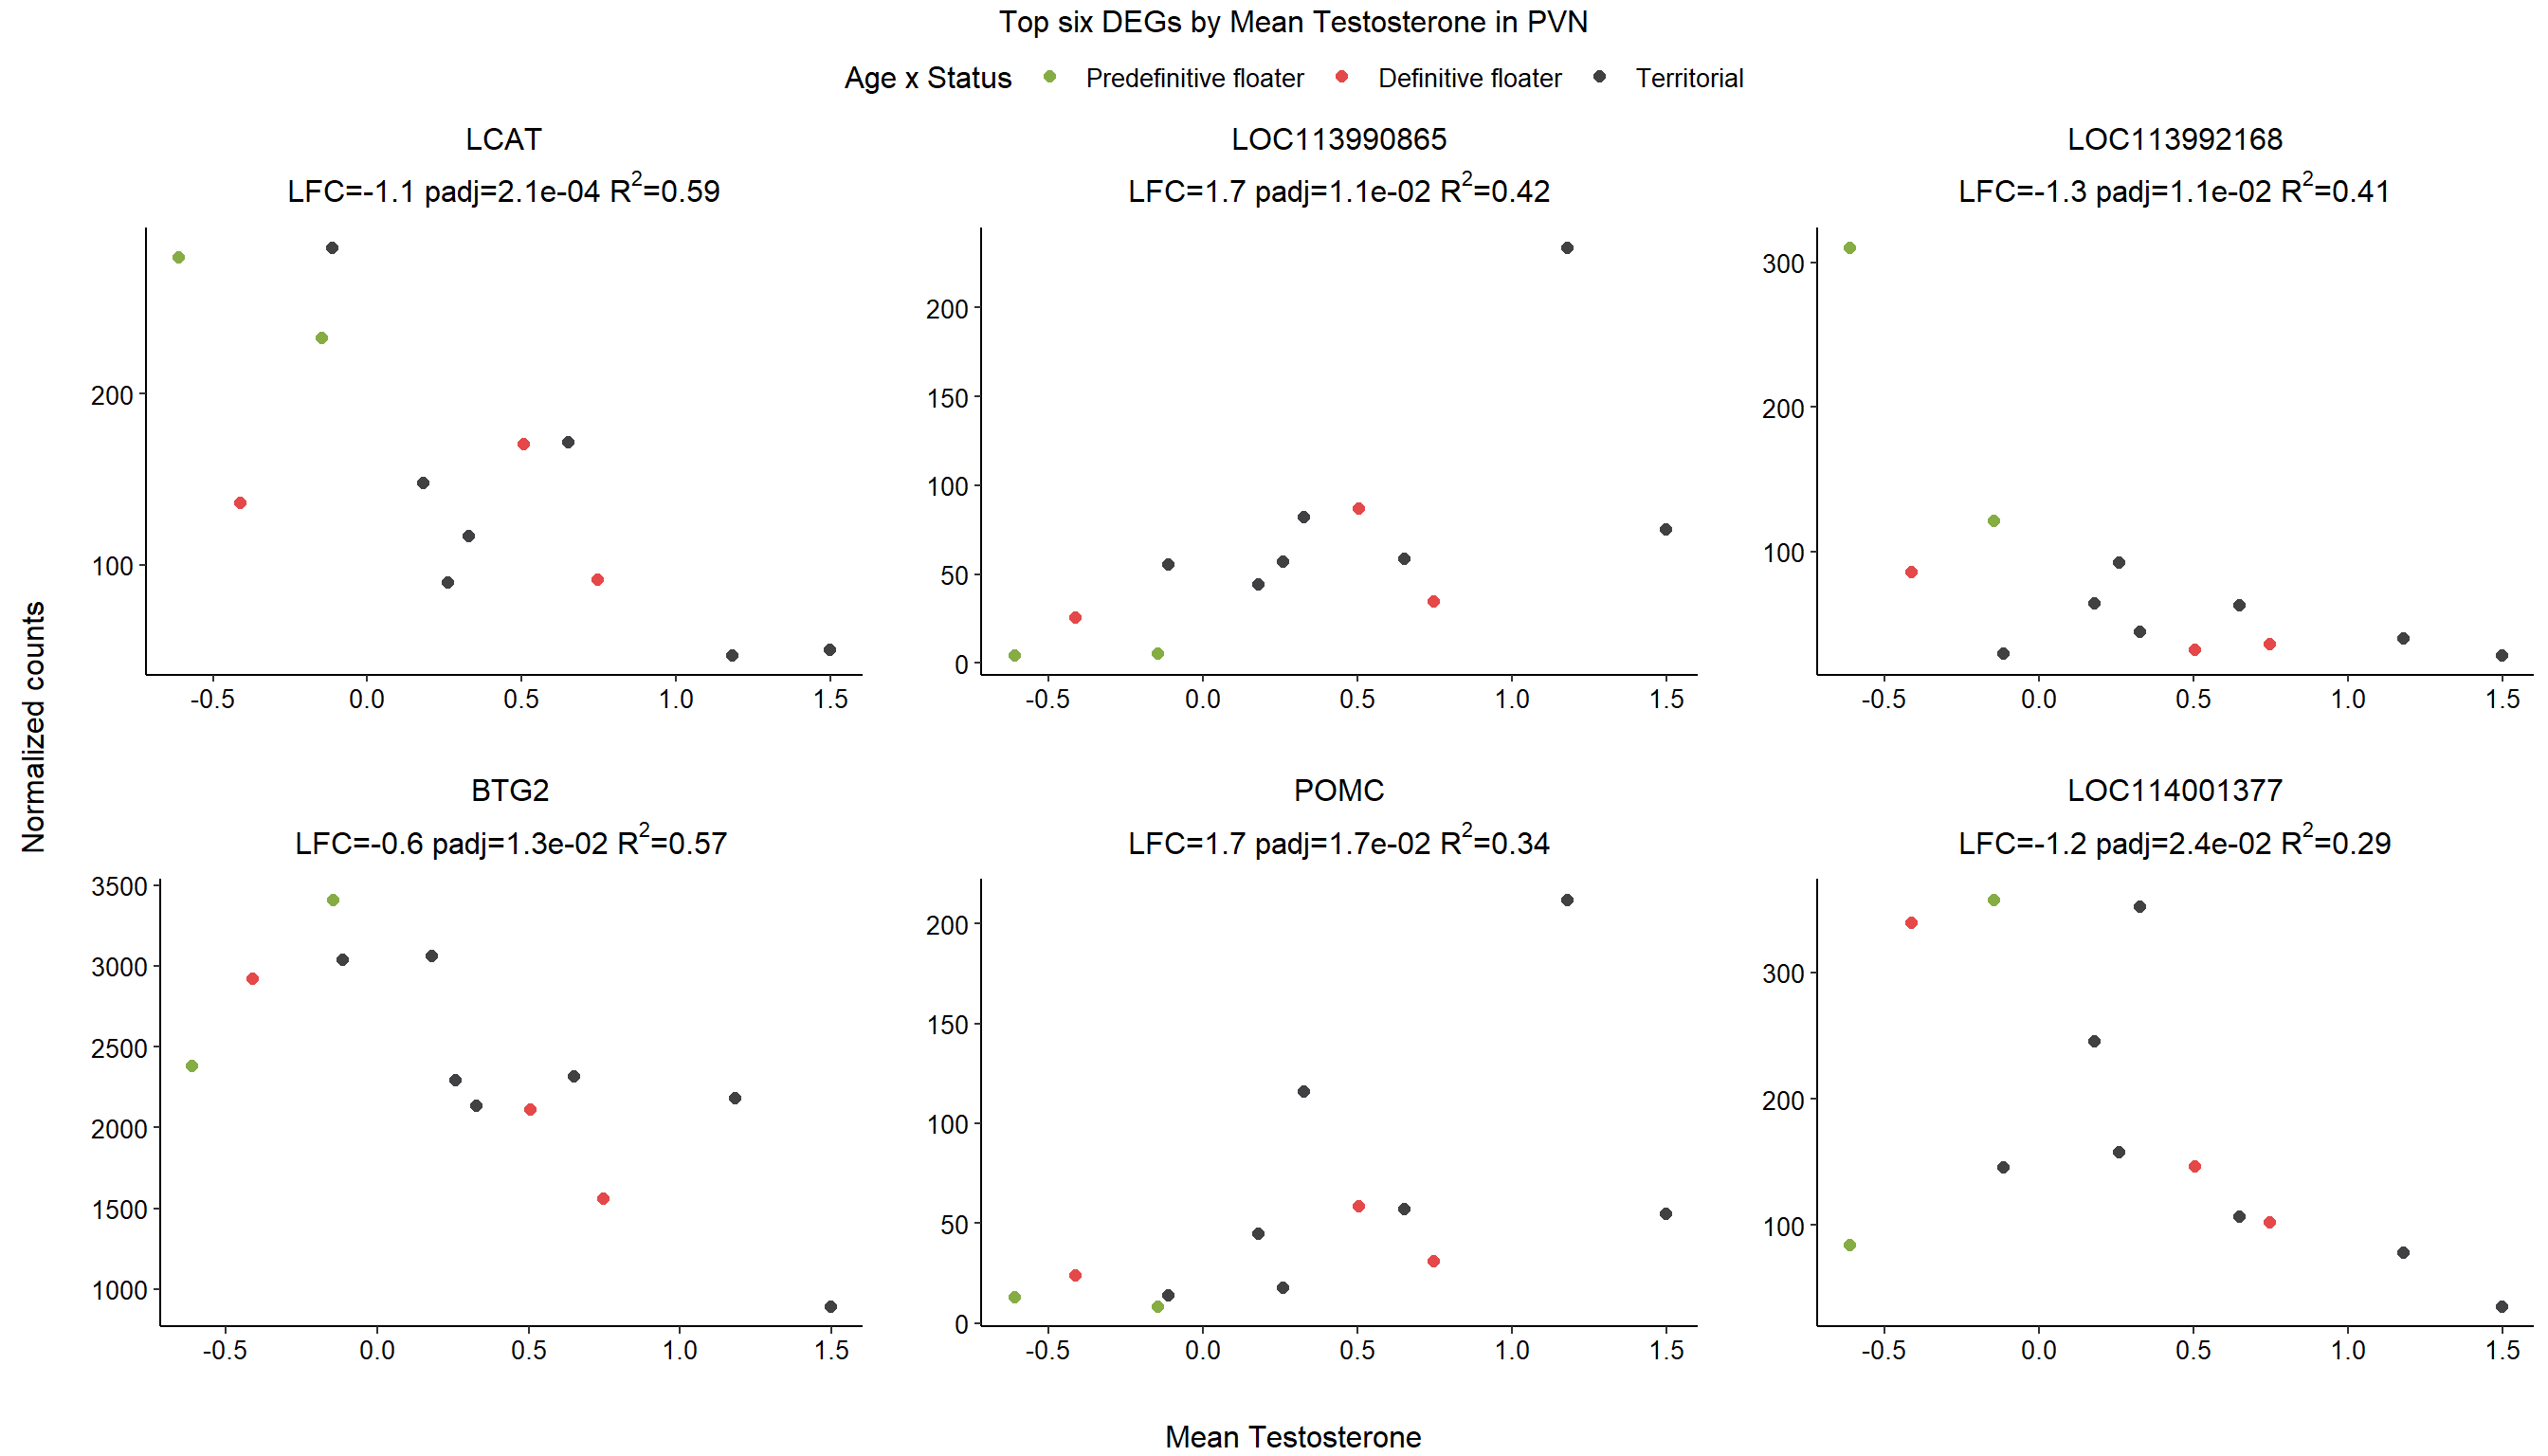 Top six DEGs by Mean Testosterone in PVN
Age x Status Predefinitive floater Definitive floater Territorial
LCAT
LFC=-1.1 padj=2.1e-04 R²=0.59
200
100
-0.5 0.0 0.5 1.0 1.5
LOC113990865
LFC=1.7 padj=1.1e-02 R²=0.42
200
150
100
50
0
-0.5 0.0 0.5 1.0 1.5
LOC113992168
LFC=-1.3 padj=1.1e-02 R²=0.41
300
200
100
-0.5 0.0 0.5 1.0 1.5
Normalized counts
BTG2
LFC=-0.6 padj=1.3e-02 R²=0.57
3500
3000
2500
2000
1500
1000
-0.5 0.0 0.5 1.0 1.5
POMC
LFC=1.7 padj=1.7e-02 R²=0.34
200
150
100
50
0
-0.5 0.0 0.5 1.0 1.5
LOC114001377
LFC=-1.2 padj=2.4e-02 R²=0.29
300
200
100
-0.5 0.0 0.5 1.0 1.5
Mean Testosterone